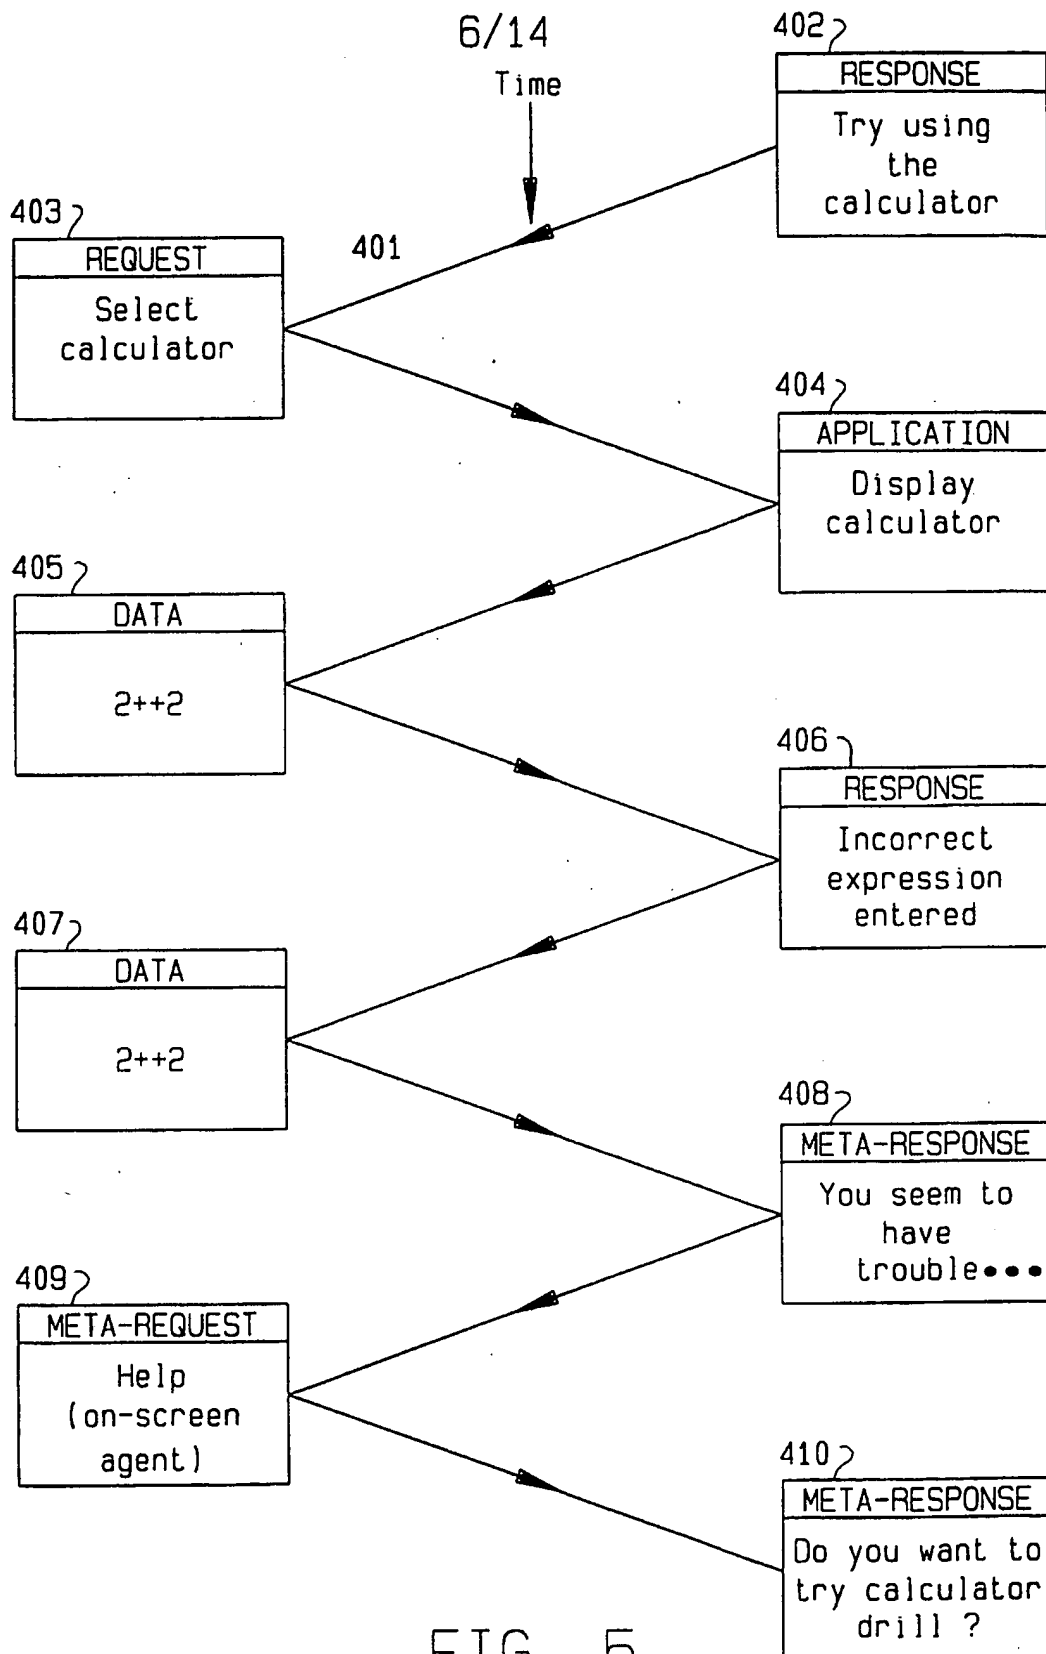 6/14
Time
402
RESPONSE
Try using
the
calculator
403
REQUEST
Select
calculator
401
404
APPLICATION
Display
calculator
405
DATA
2++2
406
RESPONSE
Incorrect
expression
entered
407
DATA
2++2
408
META-RESPONSE
You seem to
have
trouble•••
409
META-REQUEST
Help
(on-screen
agent)
410
META-RESPONSE
Do you want to
try calculator
drill ?
FIG. 5